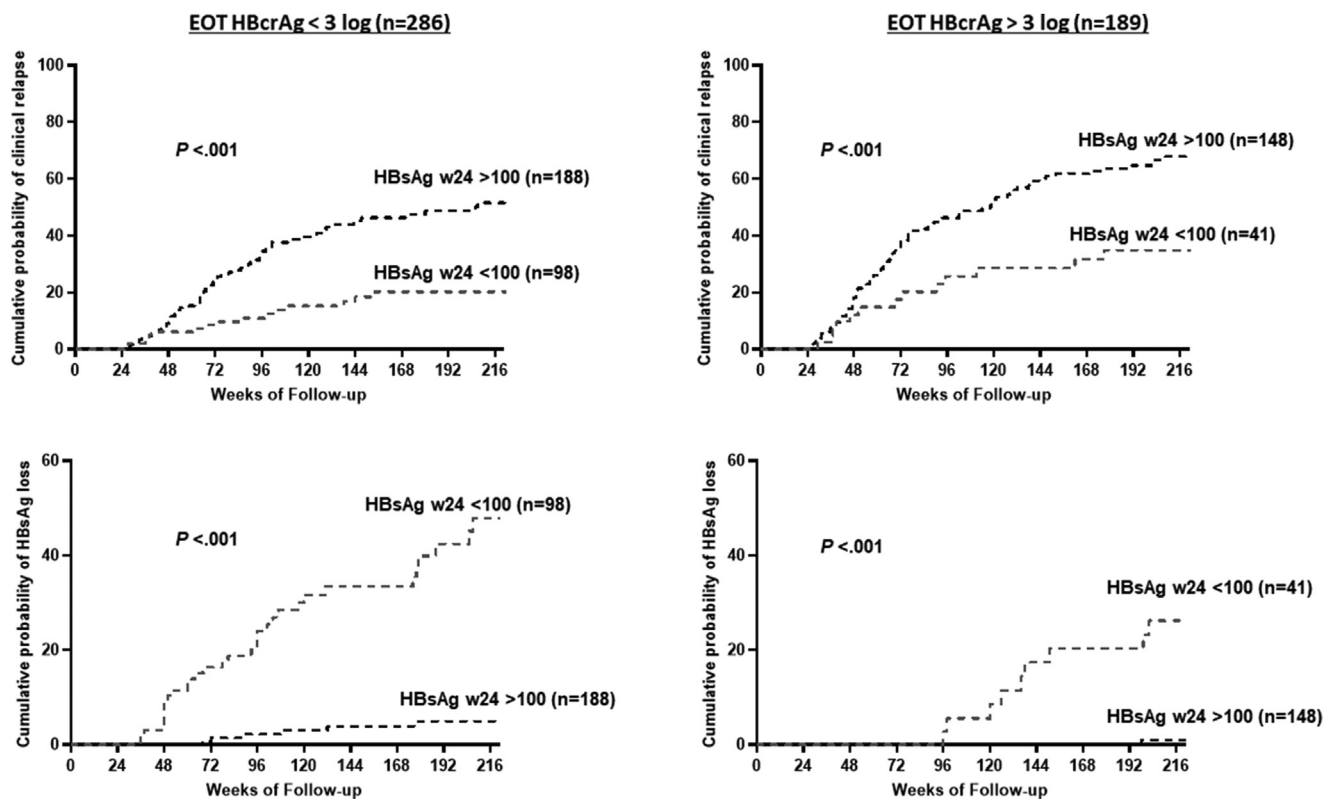 EOT HBcrAg < 3 log (n=286)
Cumulative probability of clinical relapse
100
80
60
40
20
0
P <.001
HBsAg w24 >100 (n=188)
HBsAg w24 <100 (n=98)
0 24 48 72 96 120 144 168 192 216
Weeks of Follow-up
EOT HBcrAg > 3 log (n=189)
Cumulative probability of clinical relapse
100
80
60
40
20
0
P <.001
HBsAg w24 >100 (n=148)
HBsAg w24 <100 (n=41)
0 24 48 72 96 120 144 168 192 216
Weeks of Follow-up
Cumulative probability of HBsAg loss
60
40
20
0
P <.001
HBsAg w24 <100 (n=98)
HBsAg w24 >100 (n=188)
0 24 48 72 96 120 144 168 192 216
Weeks of Follow-up
Cumulative probability of HBsAg loss
60
40
20
0
P <.001
HBsAg w24 <100 (n=41)
HBsAg w24 >100 (n=148)
0 24 48 72 96 120 144 168 192 216
Weeks of Follow-up